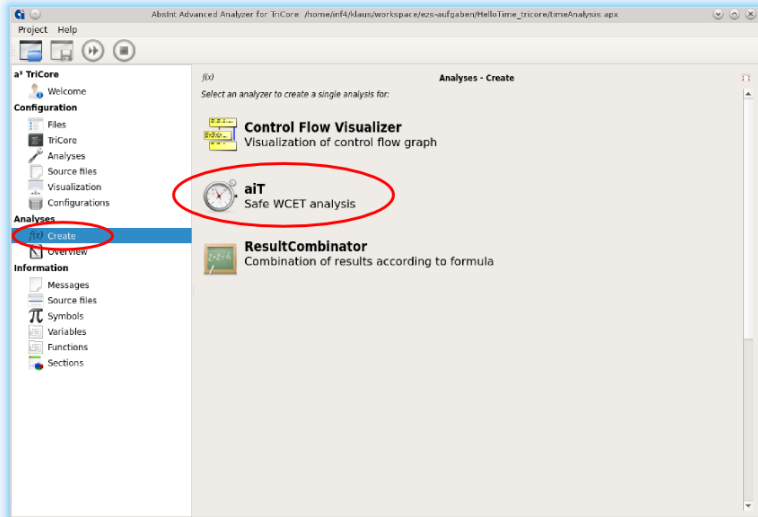 AbsInt Advanced Analyzer for TriCore: /home/inf4/klaus/workspace/ezs-aufgaben/HelloTime_tricore/timeAnalysis.apx
Project Help
a³ TriCore
Welcome
Configuration
Files
TriCore
Analyses
Source files
Visualization
Configurations
Analyses
f(x) Create
Overview
Information
Messages
Source files
Symbols
Variables
Functions
Sections
f(x) Analyses - Create
Select an analyzer to create a single analysis for:
Control Flow Visualizer
Visualization of control flow graph
aiT
Safe WCET analysis
ResultCombinator
Combination of results according to formula